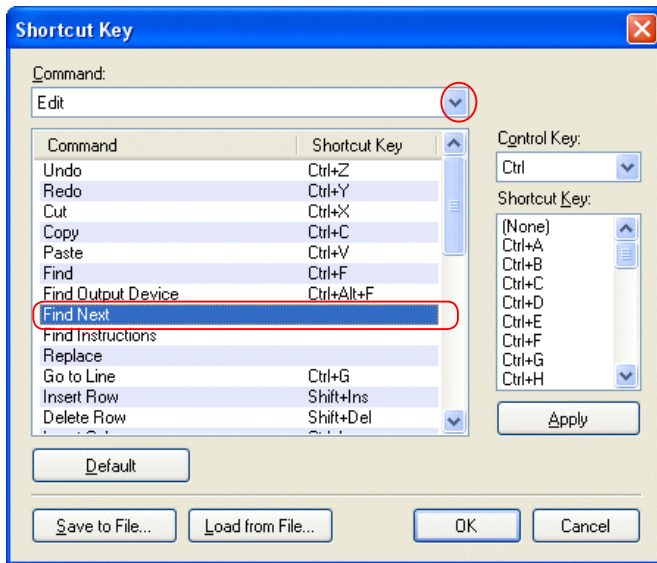 Shortcut Key
Command:
Edit
Command Shortcut Key
Undo Ctrl+Z
Redo Ctrl+Y
Cut Ctrl+X
Copy Ctrl+C
Paste Ctrl+V
Find Ctrl+F
Find Output Device Ctrl+Alt+F
Find Next
Find Instructions
Replace
Go to Line Ctrl+G
Insert Row Shift+Ins
Delete Row Shift+Del
Control Key:
Ctrl
Shortcut Key:
(None)
Ctrl+A
Ctrl+B
Ctrl+C
Ctrl+D
Ctrl+E
Ctrl+F
Ctrl+G
Ctrl+H
Apply
Default
Save to File...
Load from File...
OK
Cancel